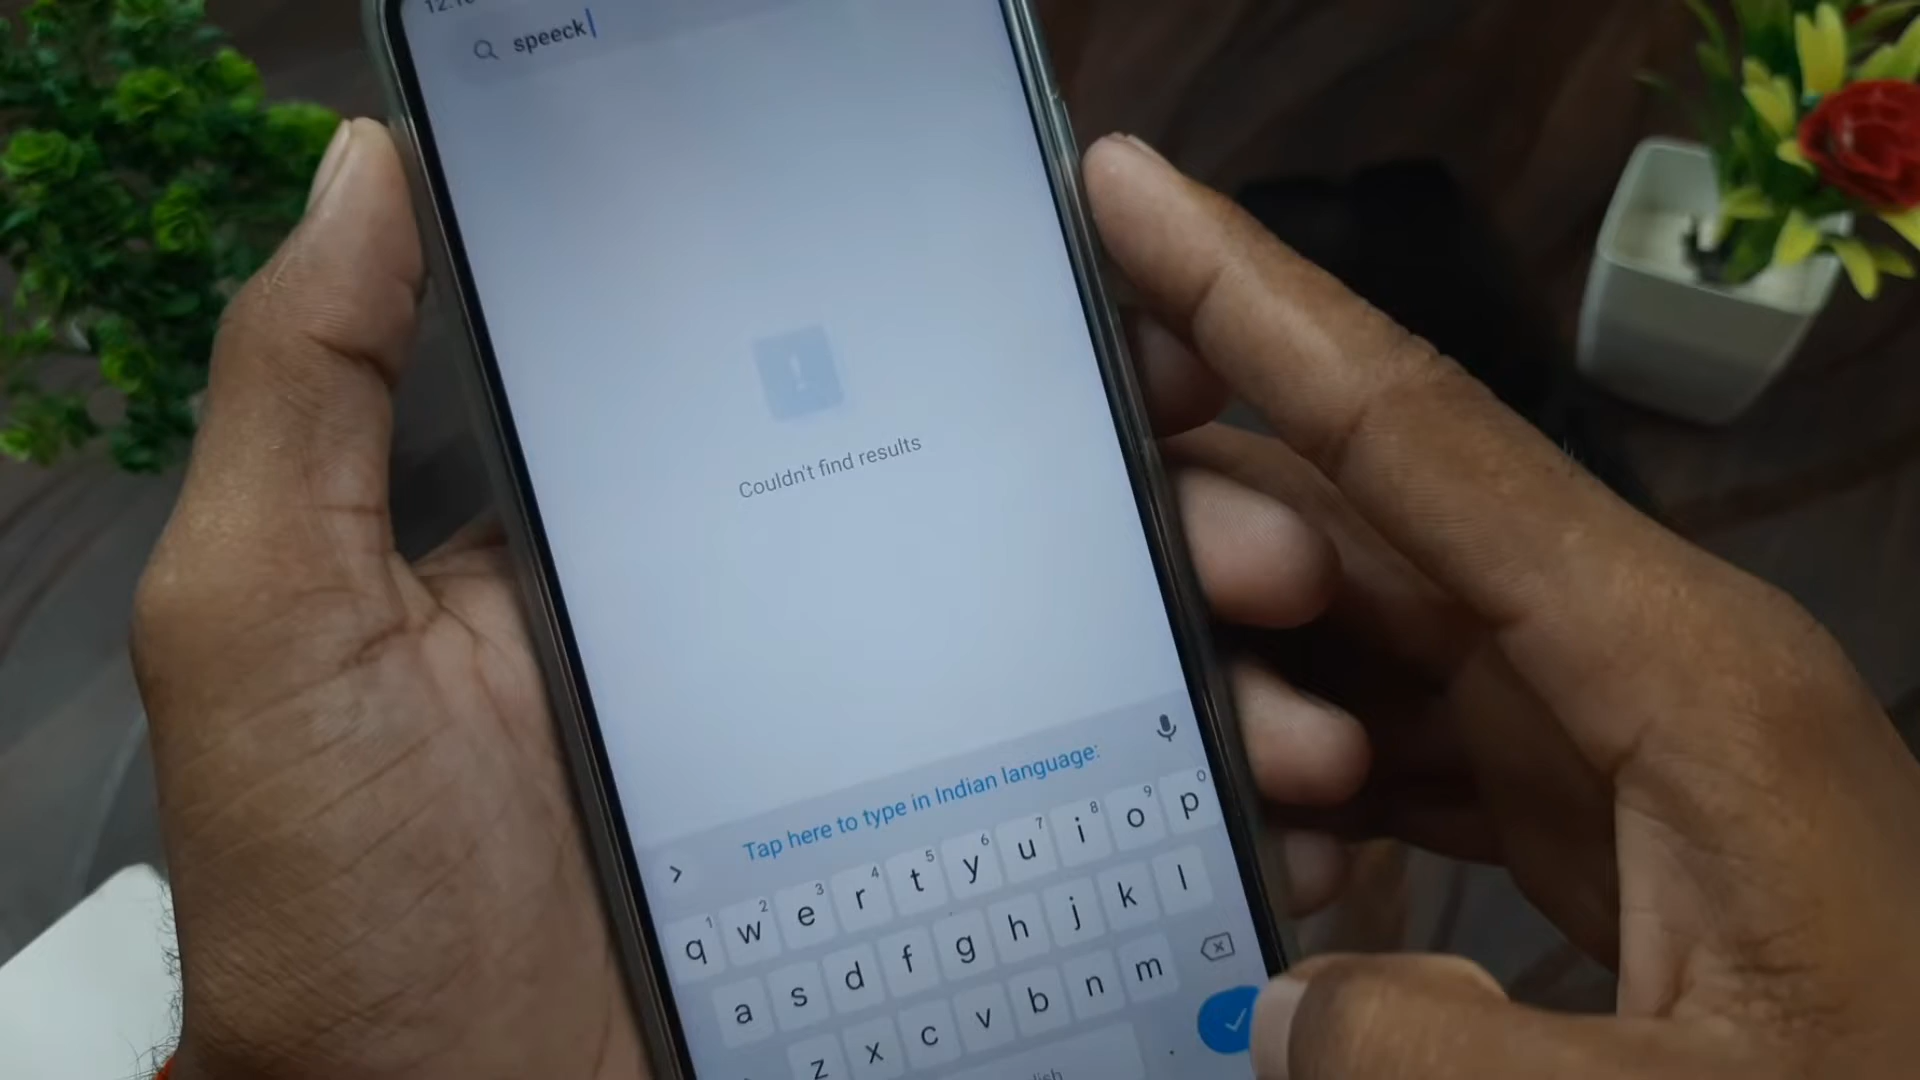 speeck
Couldn't find results
Tap here to type in Indian language:
1 2 3 4 5 6 7 8 9 0
q w e r t y u i o p
a s d f g h j k l
z x c v b n m
.